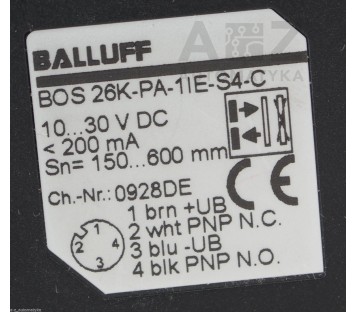 BALLUFF
BOS 26K-PA-1IE-S4-C
10...30 V DC
< 200 mA
Sn= 150...600 mm
Ch.-Nr.: 0928DE
CE
1 brn +UB
2 wht PNP N.C.
3 blu -UB
4 blk PNP N.O.
1
2
4
3